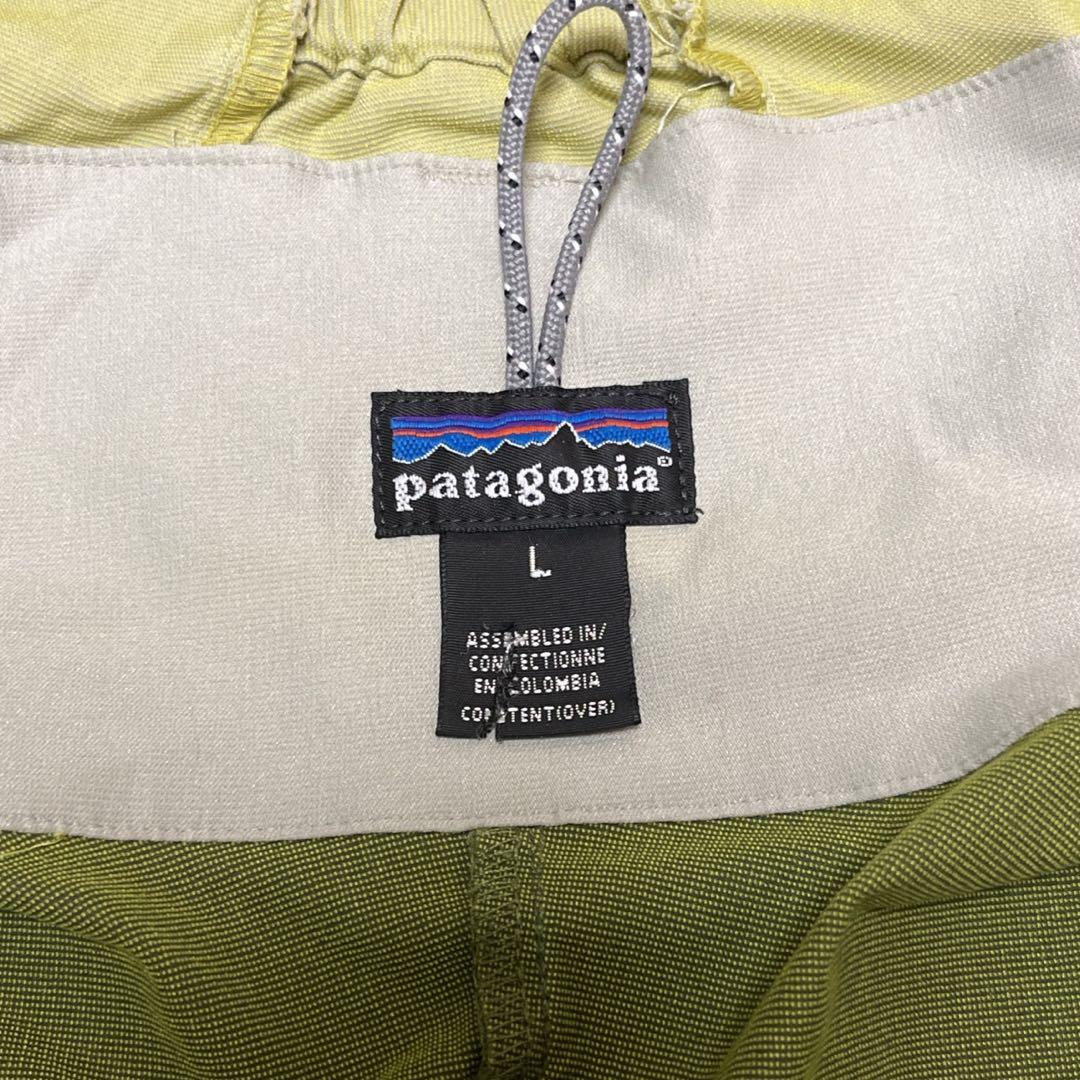 patagonia®
L
ASSEMBLED IN/
CONFECTIONNE
EN COLOMBIA
CONTENT(OVER)